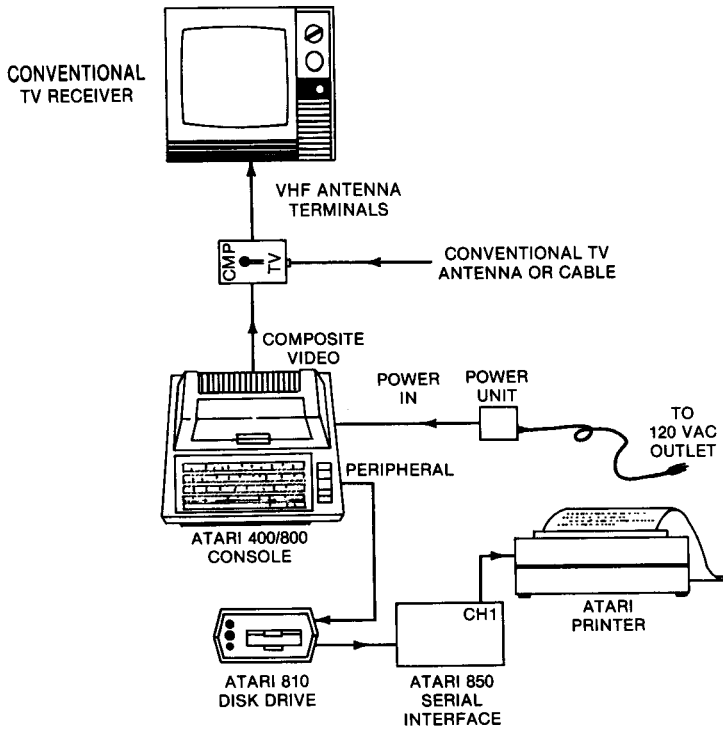 CONVENTIONAL
TV RECEIVER
VHF ANTENNA
TERMINALS
CMP
TV
CONVENTIONAL TV
ANTENNA OR CABLE
COMPOSITE
VIDEO
POWER
IN
POWER
UNIT
TO
120 VAC
OUTLET
PERIPHERAL
ATARI 400/800
CONSOLE
CH1
ATARI
PRINTER
ATARI 810
DISK DRIVE
ATARI 850
SERIAL
INTERFACE